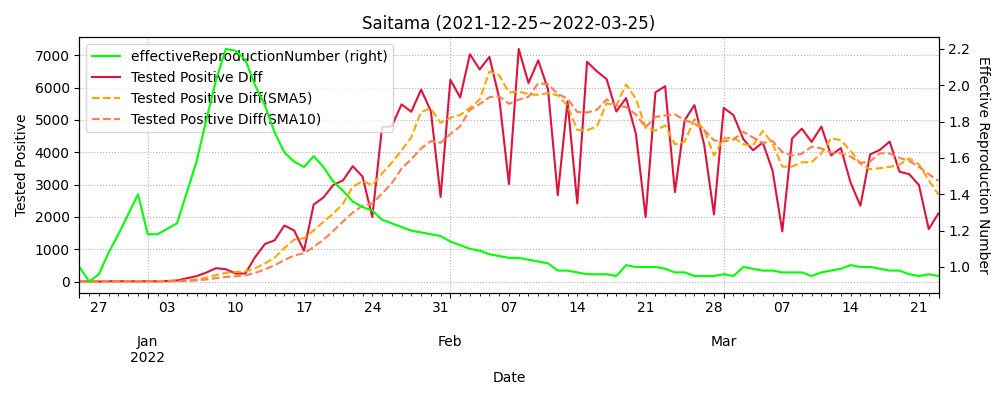 Saitama (2021-12-25~2022-03-25)
effectiveReproductionNumber (right)
Tested Positive Diff
Tested Positive Diff(SMA5)
Tested Positive Diff(SMA10)
Tested Positive
7000
6000
5000
4000
3000
2000
1000
0
2.2
2.0
1.8
1.6
1.4
1.2
1.0
Effective Reproduction Number
27 03 10 17 24 31 07 14 21 28 07 14 21
Jan Feb Mar
2022
Date